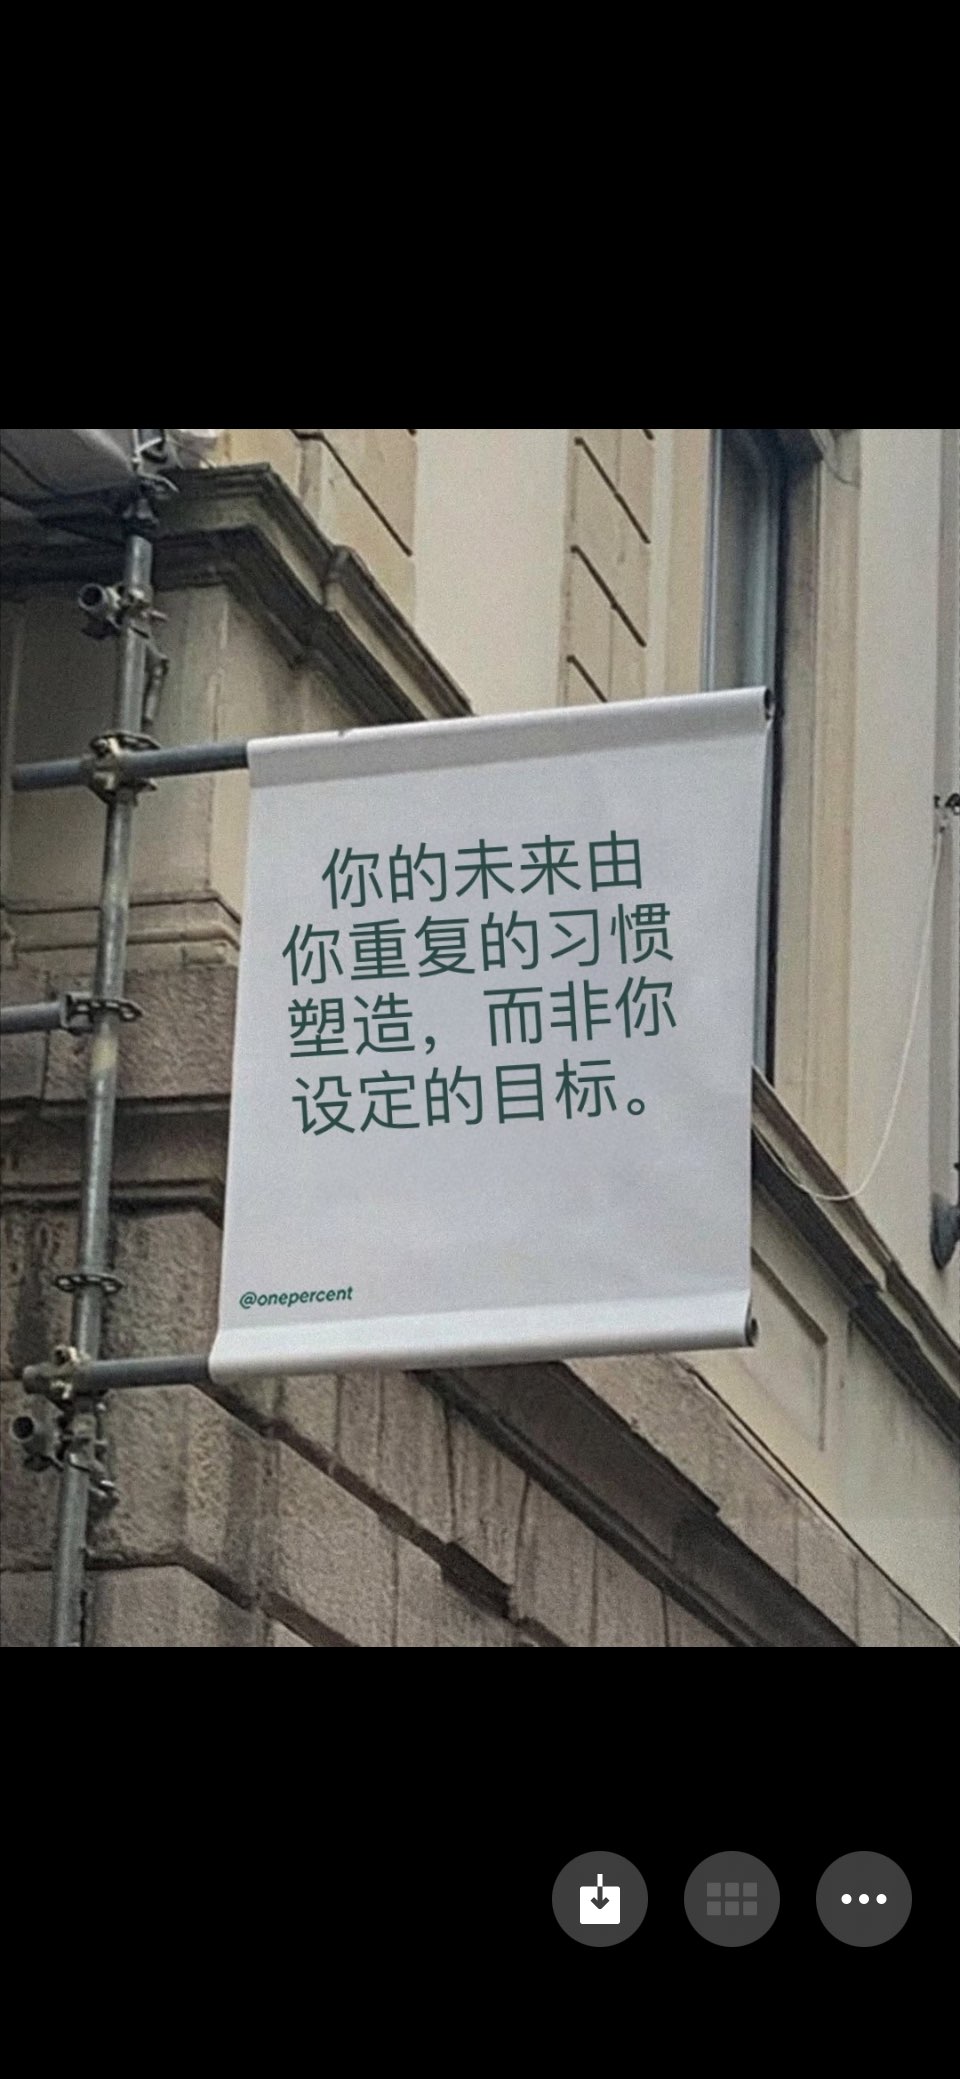 你的未来由
你重复的习惯
塑造，而非你
设定的目标。
@onepercent